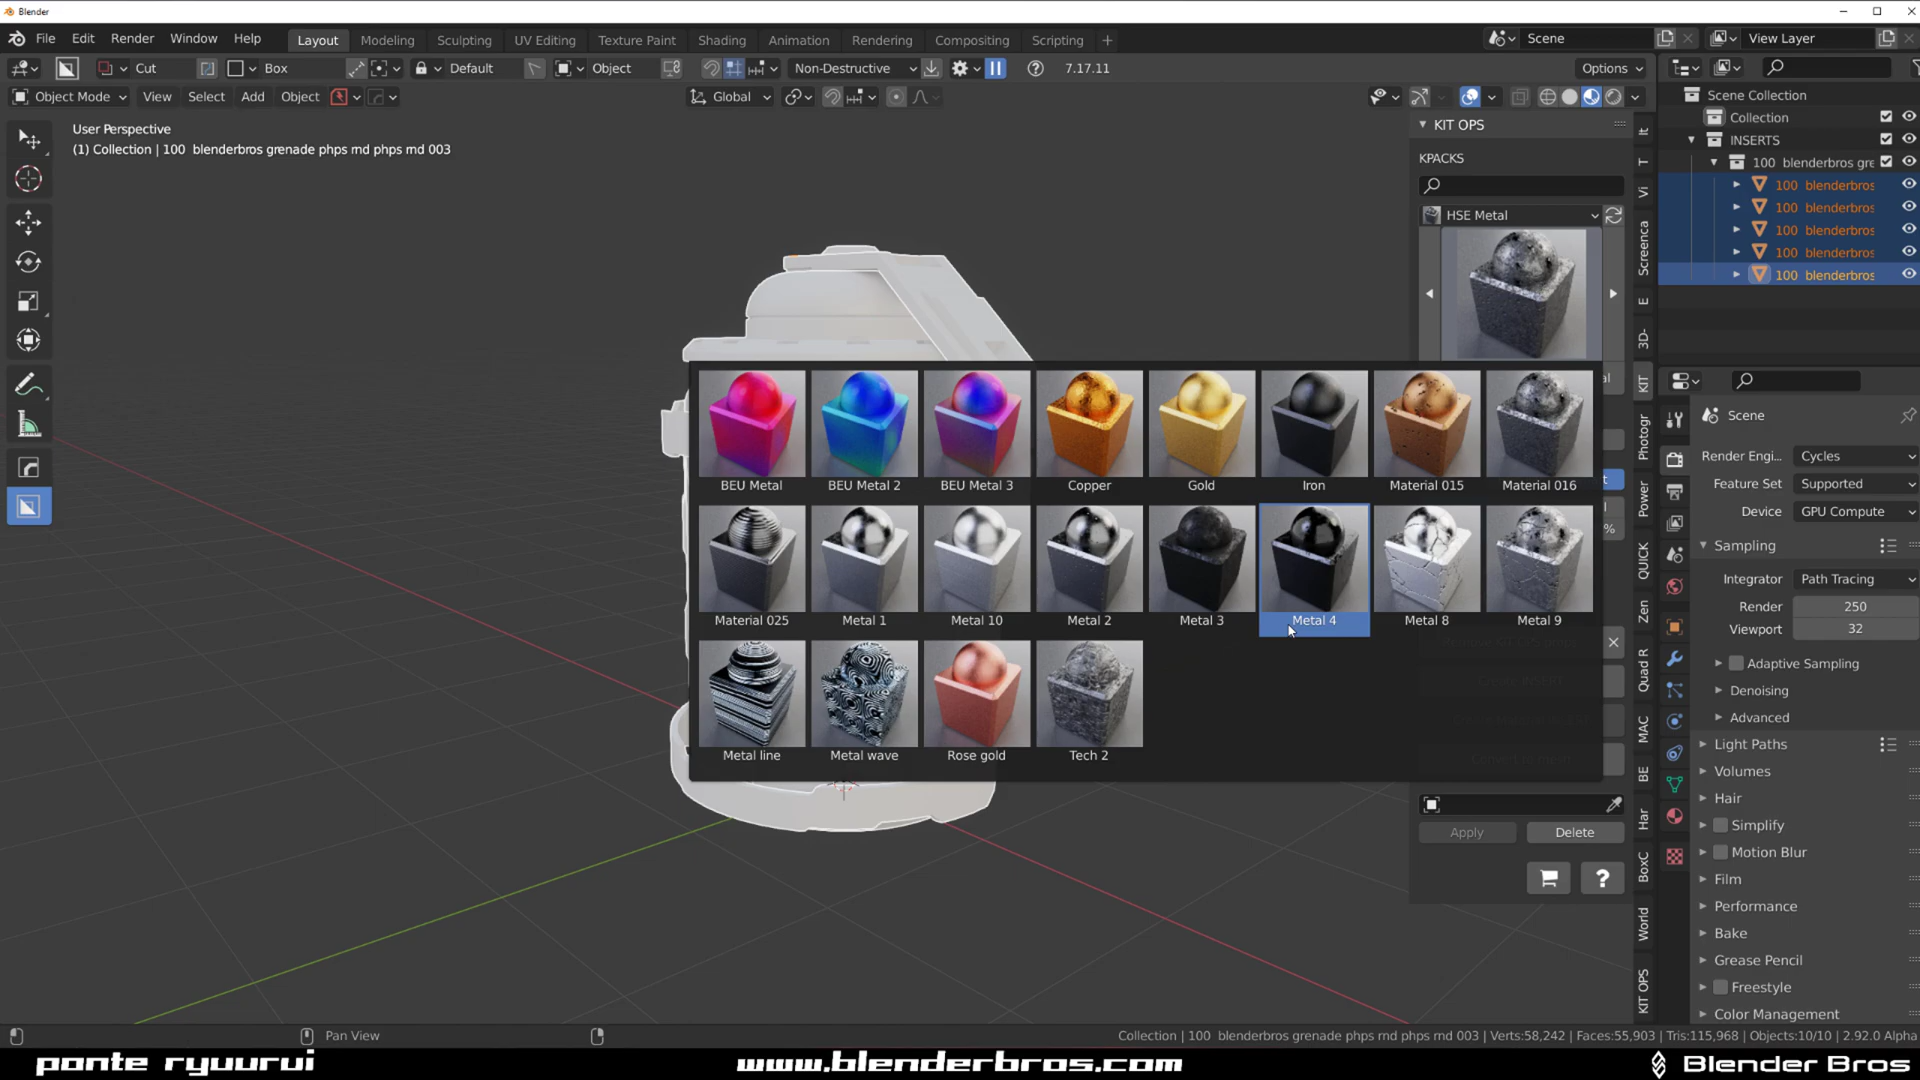 Blender
File Edit Render Window Help Layout Modeling Sculpting UV Editing Texture Paint Shading Animation Rendering Compositing Scripting + Scene View Layer
Cut Box Default Object Non-Destructive 7.17.11 Options
Object Mode View Select Add Object Global
User Perspective
(1) Collection | 100 blenderbros grenade phps rnd phps rnd 003
KIT OPS
KPACKS
HSE Metal
BEU Metal BEU Metal 2 BEU Metal 3 Copper Gold Iron Material 015 Material 016
Material 025 Metal 1 Metal 10 Metal 2 Metal 3 Metal 4 Metal 8 Metal 9
Metal line Metal wave Rose gold Tech 2
Apply Delete
?
It
T
Vi
Screenca
E
3D-
KIT
Photogr
Power
QUICK
Zen
Quad R
MAC
BE
Har
BoxC
World
KIT OPS
Scene Collection
Collection
INSERTS
100 blenderbros gre
100 blenderbros
100 blenderbros
100 blenderbros
100 blenderbros
100 blenderbros
Scene
Render Engi... Cycles
Feature Set Supported
Device GPU Compute
Sampling
Integrator Path Tracing
Render 250
Viewport 32
Adaptive Sampling
Denoising
Advanced
Light Paths
Volumes
Hair
Simplify
Motion Blur
Film
Performance
Bake
Grease Pencil
Freestyle
Color Management
Pan View
Collection | 100 blenderbros grenade phps rnd phps rnd 003 | Verts:58,242 | Faces:55,903 | Tris:115,968 | Objects:10/10 | 2.92.0 Alpha
ponte ryuurui www.blenderbros.com Blender Bros